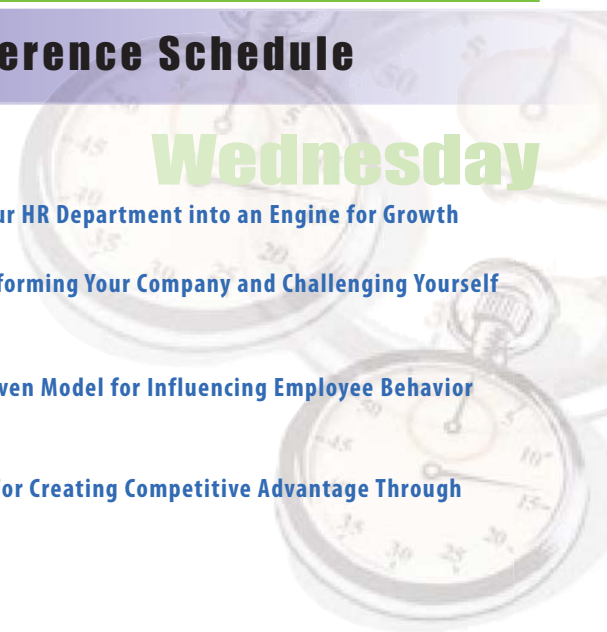 erence Schedule
Wednesday
ur HR Department into an Engine for Growth
forming Your Company and Challenging Yourself
ven Model for Influencing Employee Behavior
for Creating Competitive Advantage Through